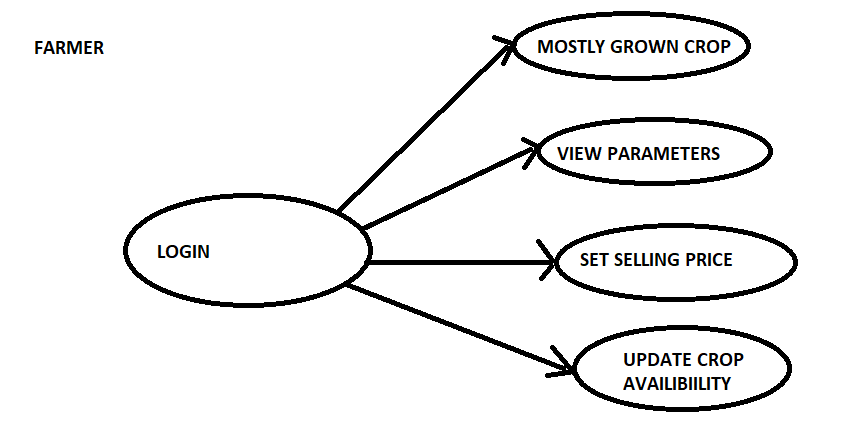 FARMER
MOSTLY GROWN CROP
VIEW PARAMETERS
LOGIN
SET SELLING PRICE
UPDATE CROP
AVAILIBIILITY